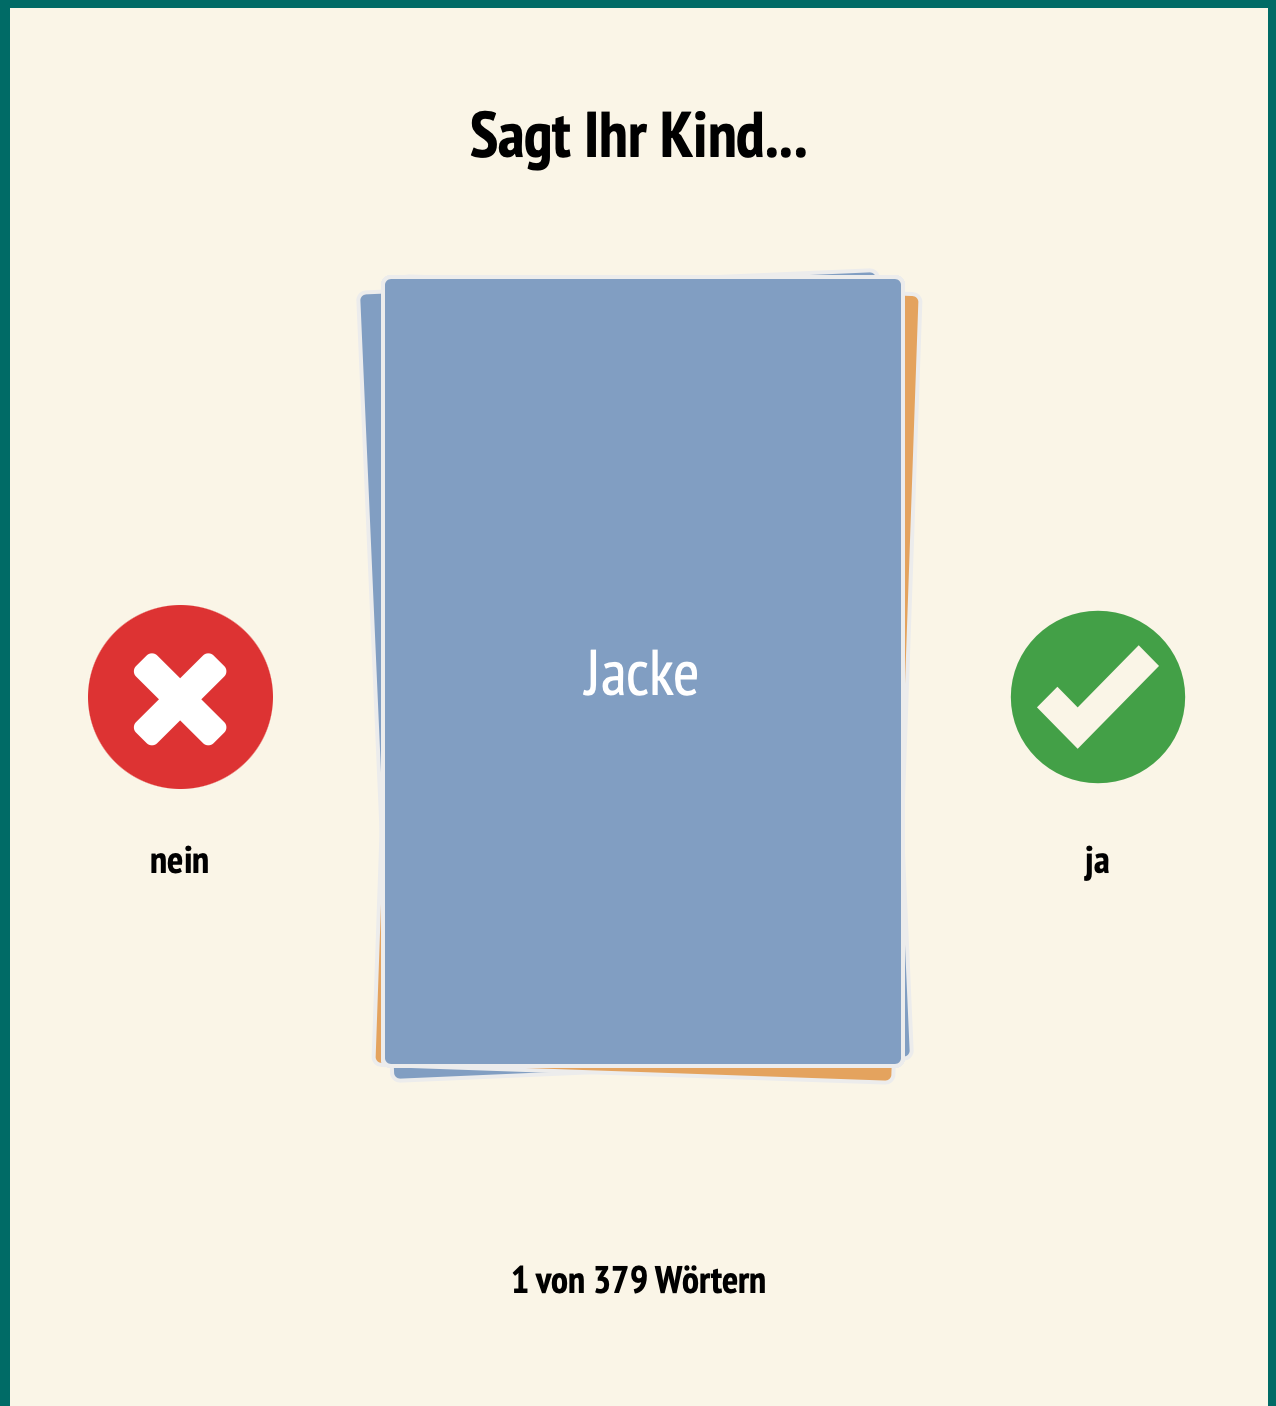 Sagt Ihr Kind...
Jacke
nein
ja
1 von 379 Wörtern